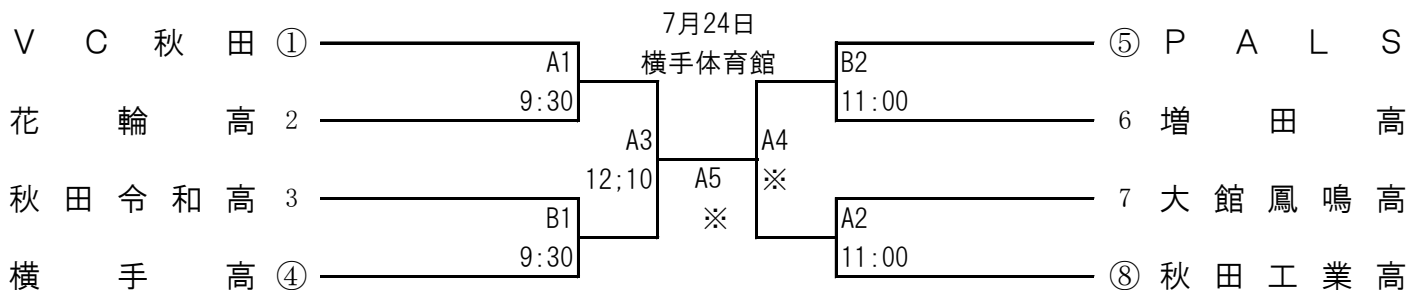 7月24日
横手体育館
V C 秋 田 ①
A1
9:30
花 輪 高 2
A3
12;10
秋 田 令 和 高 3
B1
9:30
横 手 高 ④
A5
※
A4
※
⑤ P A L S
B2
11:00
6 増 田 高
7 大 館 鳳 鳴 高
A2
11:00
⑧ 秋 田 工 業 高